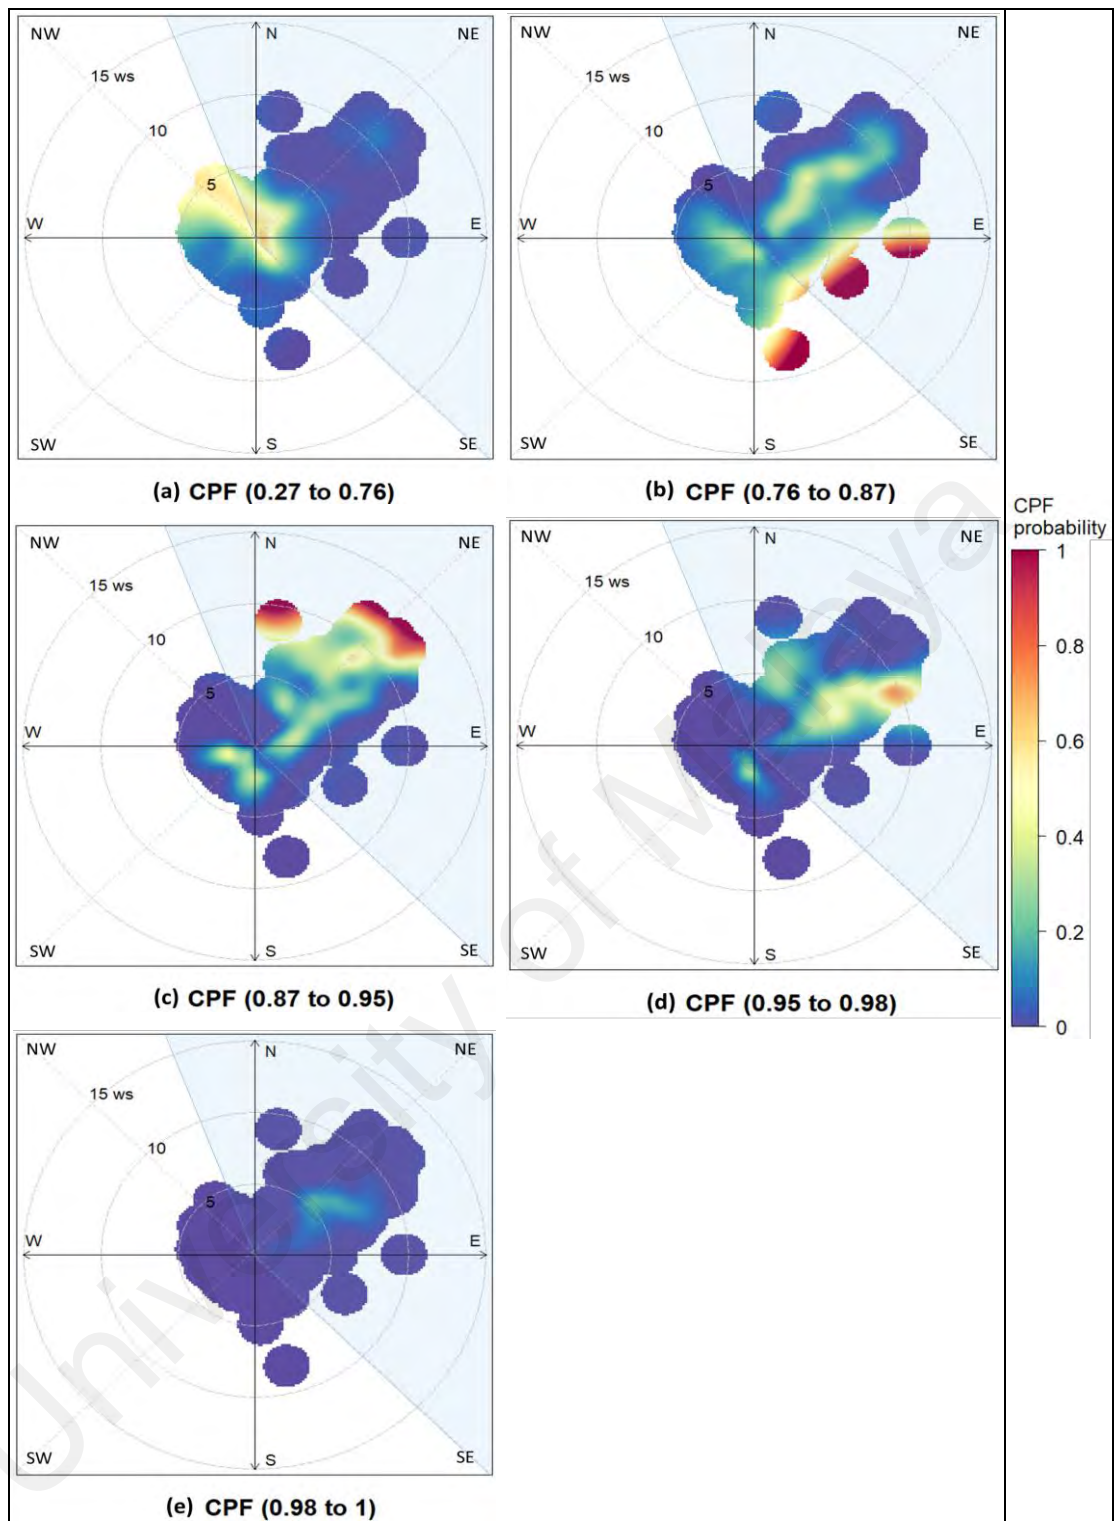 NW N NE
15 ws
10
5
W E
SW S SE
(a) CPF (0.27 to 0.76)
NW N NE
15 ws
10
5
W E
SW S SE
(b) CPF (0.76 to 0.87)
NW N NE
15 ws
10
5
W E
SW S SE
(c) CPF (0.87 to 0.95)
NW N NE
15 ws
10
5
W E
SW S SE
(d) CPF (0.95 to 0.98)
NW N NE
15 ws
10
5
W E
SW S SE
(e) CPF (0.98 to 1)
CPF
probability
1
0.8
0.6
0.4
0.2
0
University of Malaya